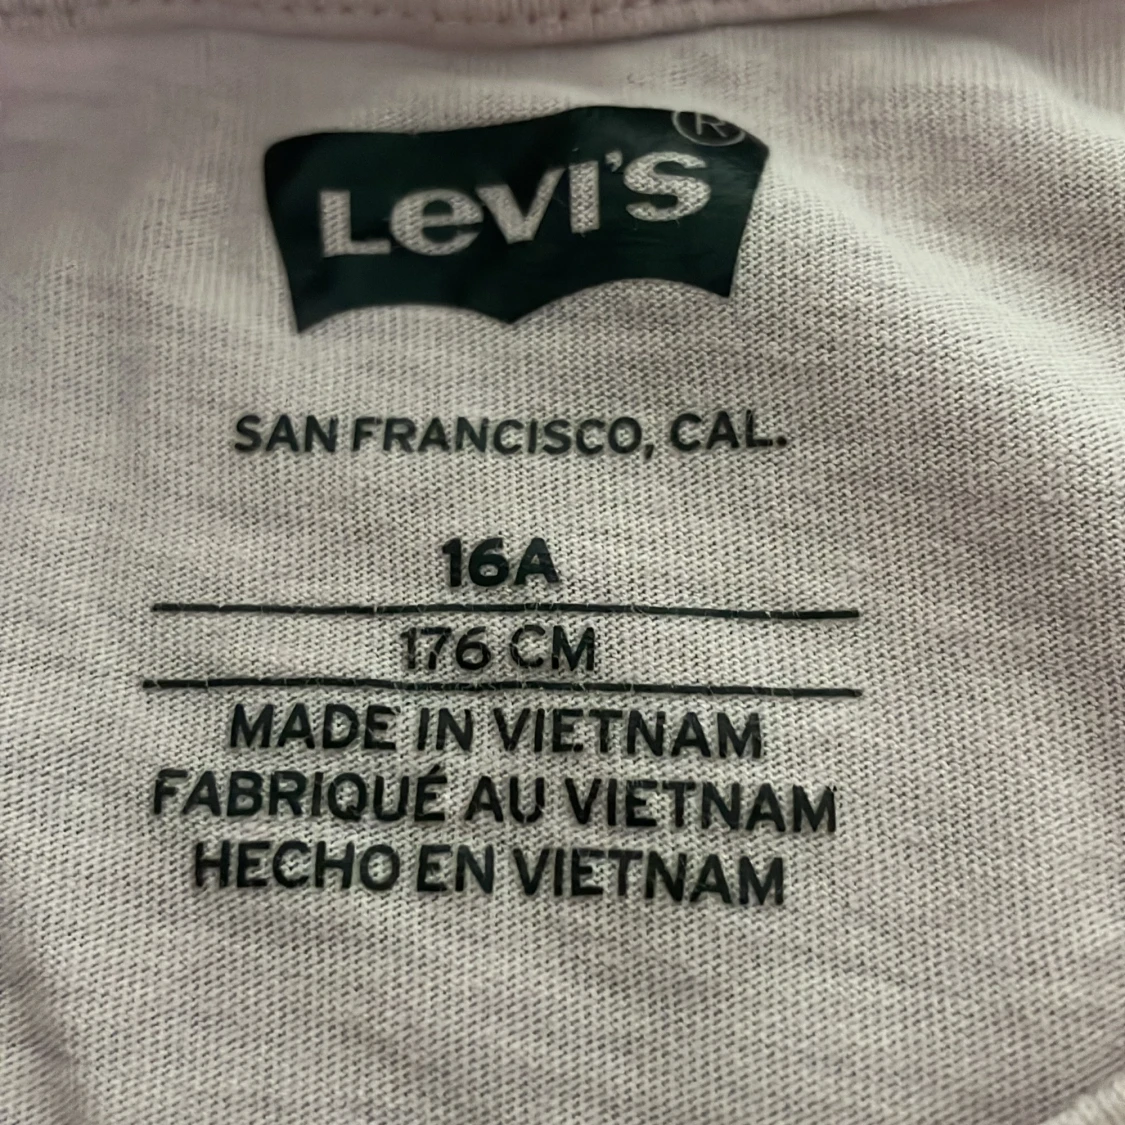 LEVI'S®
SAN FRANCISCO, CAL.
16A
176 CM
MADE IN VIETNAM
FABRIQUÉ AU VIETNAM
HECHO EN VIETNAM